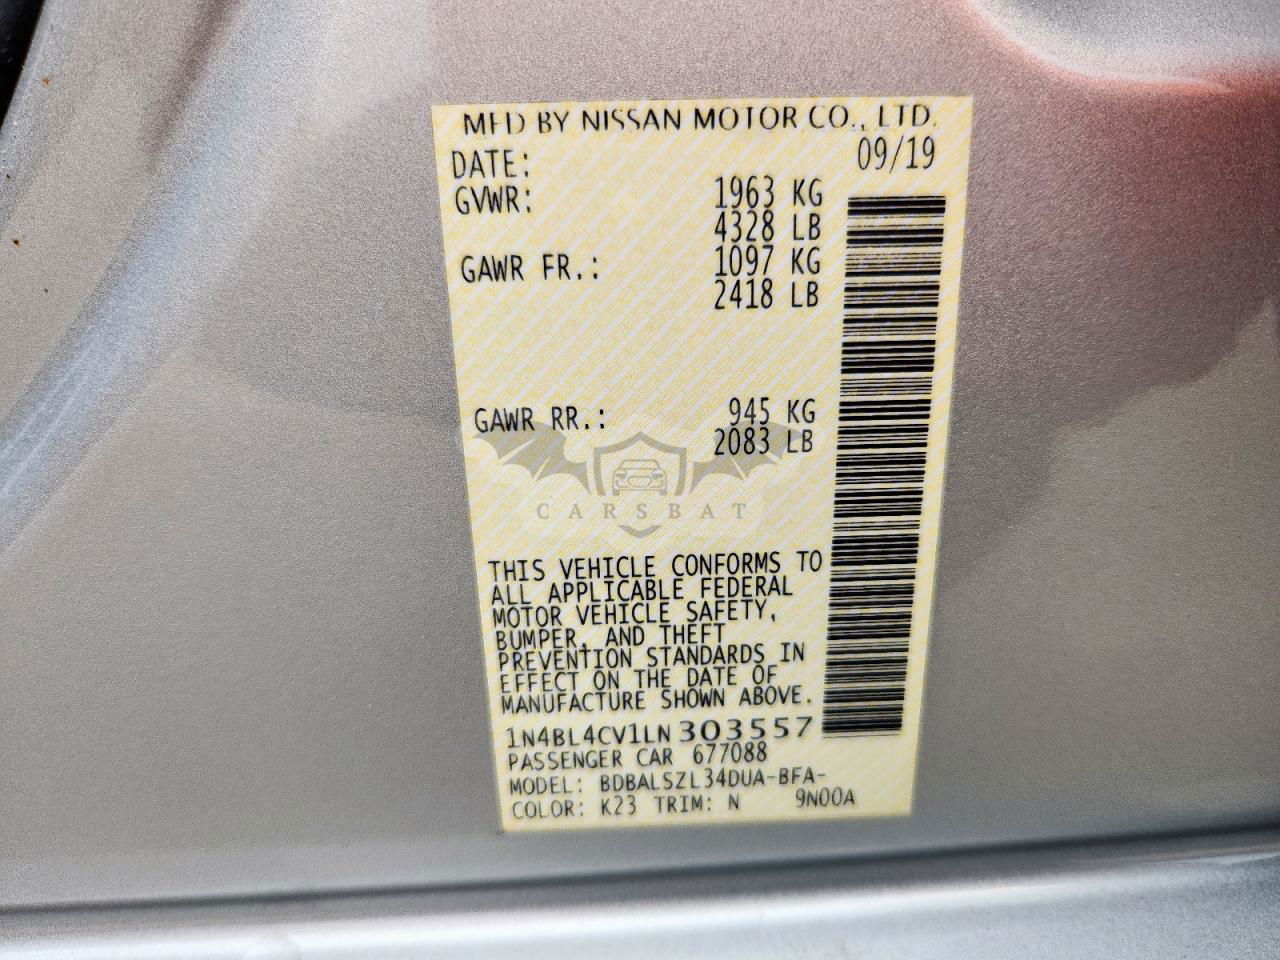 MFD BY NISSAN MOTOR CO., LTD.
DATE: 09/19
GVWR: 1963 KG
4328 LB
GAWR FR.: 1097 KG
2418 LB
GAWR RR.: 945 KG
2083 LB
CARSBAT
THIS VEHICLE CONFORMS TO
ALL APPLICABLE FEDERAL
MOTOR VEHICLE SAFETY,
BUMPER, AND THEFT
PREVENTION STANDARDS IN
EFFECT ON THE DATE OF
MANUFACTURE SHOWN ABOVE.
1N4BL4CV1LN303557
PASSENGER CAR 677088
MODEL: BDBALSZL34DUA-BFA-
COLOR: K23 TRIM: N 9N00A